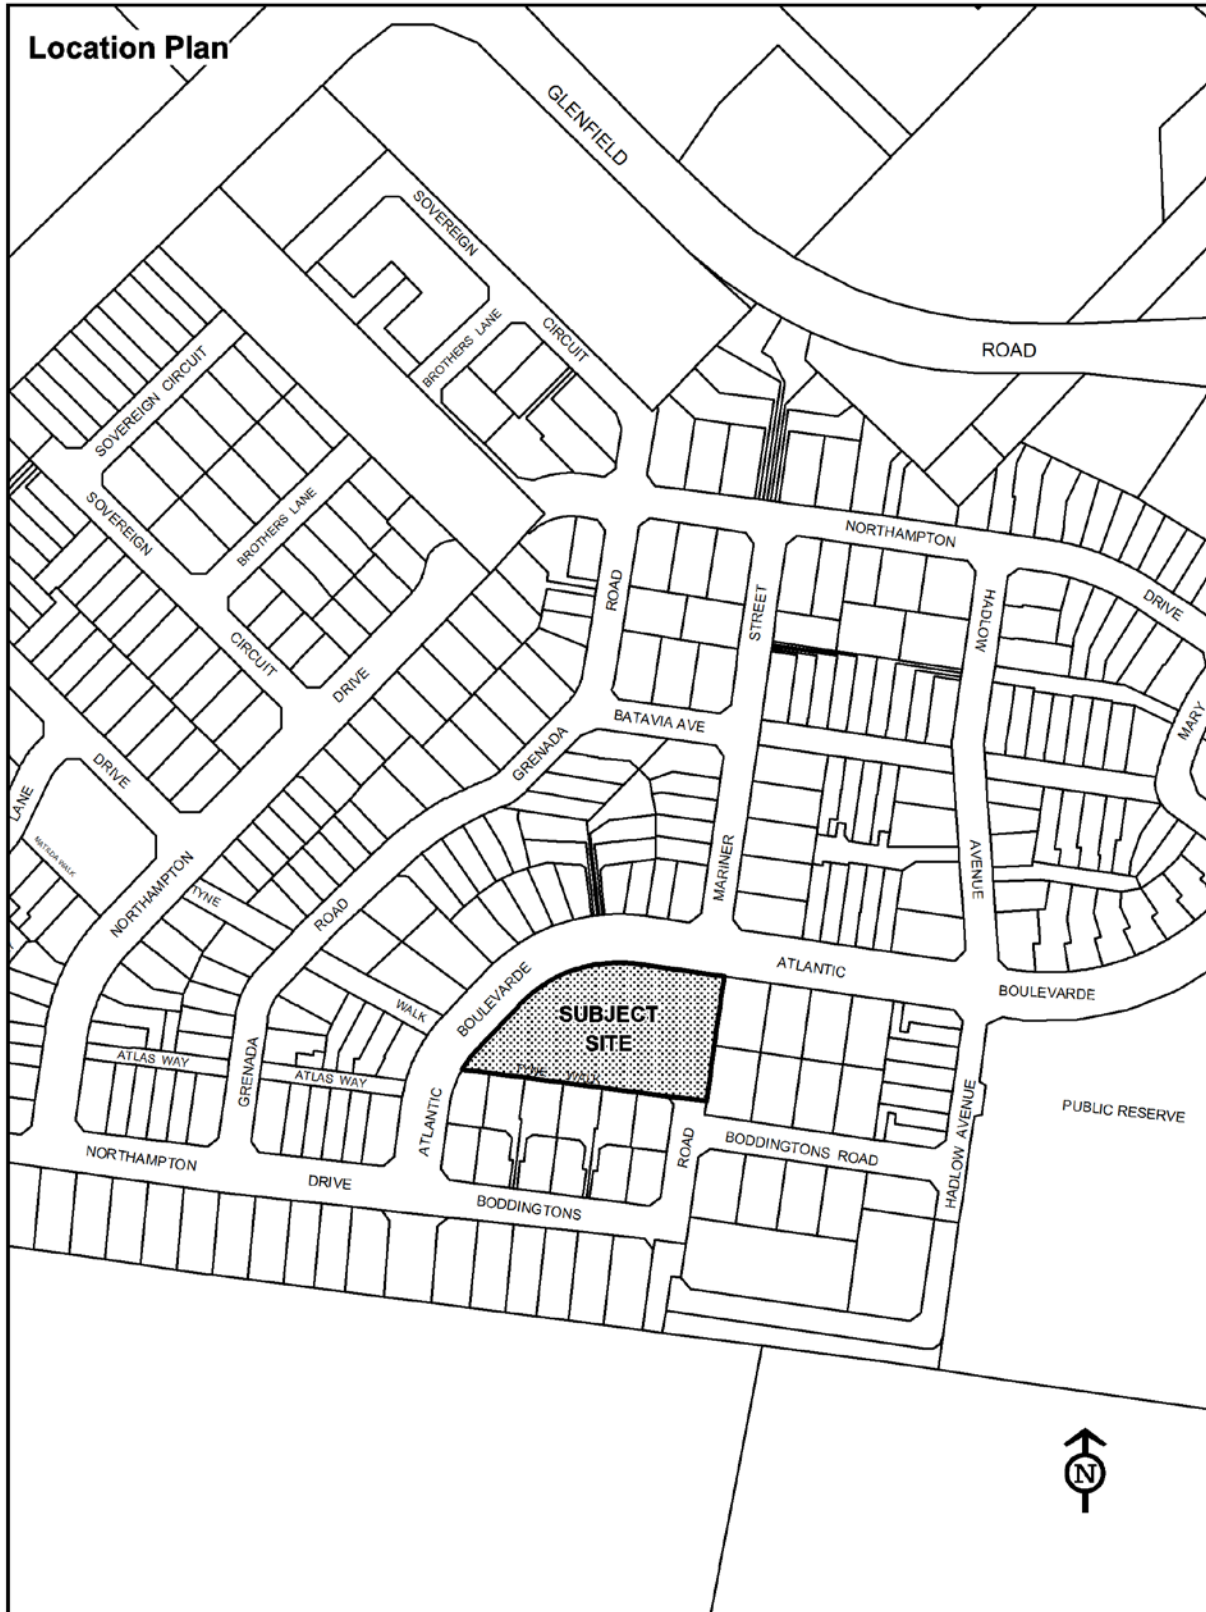 Location Plan
GLENFIELD
ROAD
SOVEREIGN
CIRCUIT
BROTHERS LANE
SOVEREIGN CIRCUIT
SOVEREIGN
CIRCUIT
BROTHERS LANE
NORTHAMPTON
DRIVE
ROAD
STREET
HADLOW
MARY
BATAVIA AVE
GRENADA
DRIVE
DRIVE
LANE
MATILDA WALK
NORTHAMPTON
TYNE
ROAD
MARINER
AVENUE
ATLANTIC
BOULEVARDE
BOULEVARDE
WALK
SUBJECT
SITE
TYNE WALK
ATLAS WAY
GRENADA
ATLAS WAY
ATLANTIC
ROAD
BODDINGTONS ROAD
HADLOW AVENUE
PUBLIC RESERVE
NORTHAMPTON
DRIVE
BODDINGTONS
N